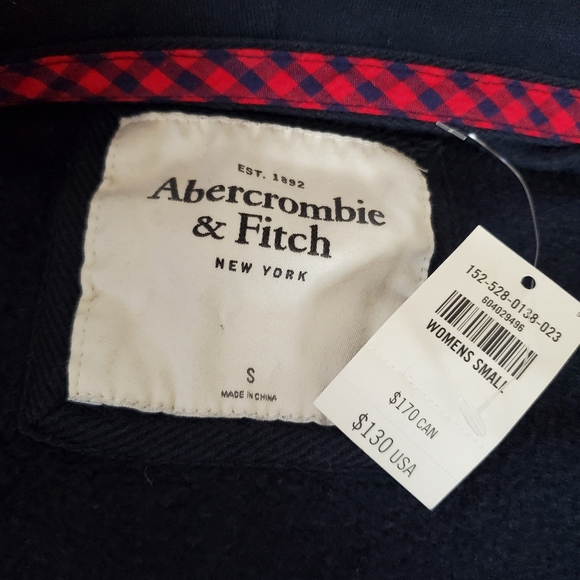 EST. 1892
Abercrombie
& Fitch
NEW YORK
S
MADE IN CHINA
152-528-0138-023
604029496
WOMENS SMALL
$170 CAN
$130 USA